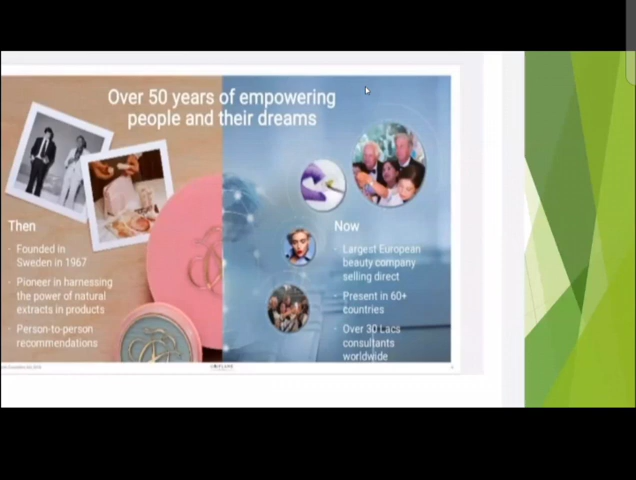 Over 50 years of empowering
people and their dreams
Then
· Founded in
Sweden in 1967
· Pioneer in harnessing
the power of natural
extracts in products
· Person-to-person
recommendations
Now
· Largest European
beauty company
selling direct
· Present in 60+
countries
· Over 30 Lacs
consultants
worldwide
ORIFLAME